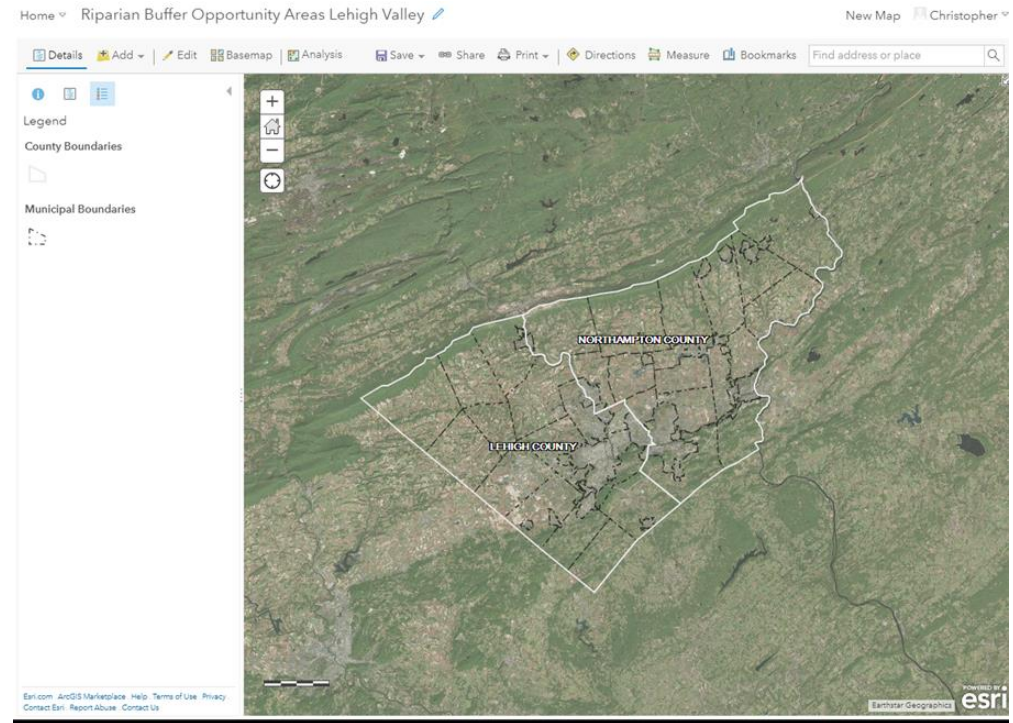 Home Riparian Buffer Opportunity Areas Lehigh Valley New Map Christopher
Details Add Edit Basemap Analysis Save Share Print Directions Measure Bookmarks Find address or place
Legend
County Boundaries
Municipal Boundaries
+
−
NORTHAMPTON COUNTY
LEHIGH COUNTY
Esri.com ArcGIS Marketplace Help Terms of Use Privacy
Contact Esri Report Abuse Contact Us
Earthstar Geographics
POWERED BY
esri